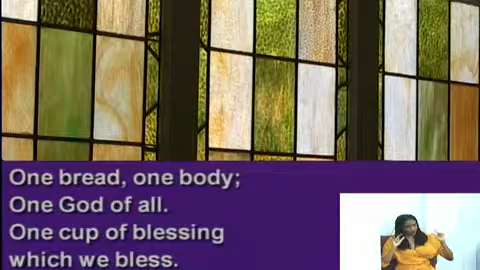 One bread, one body;
One God of all.
One cup of blessing
which we bless.